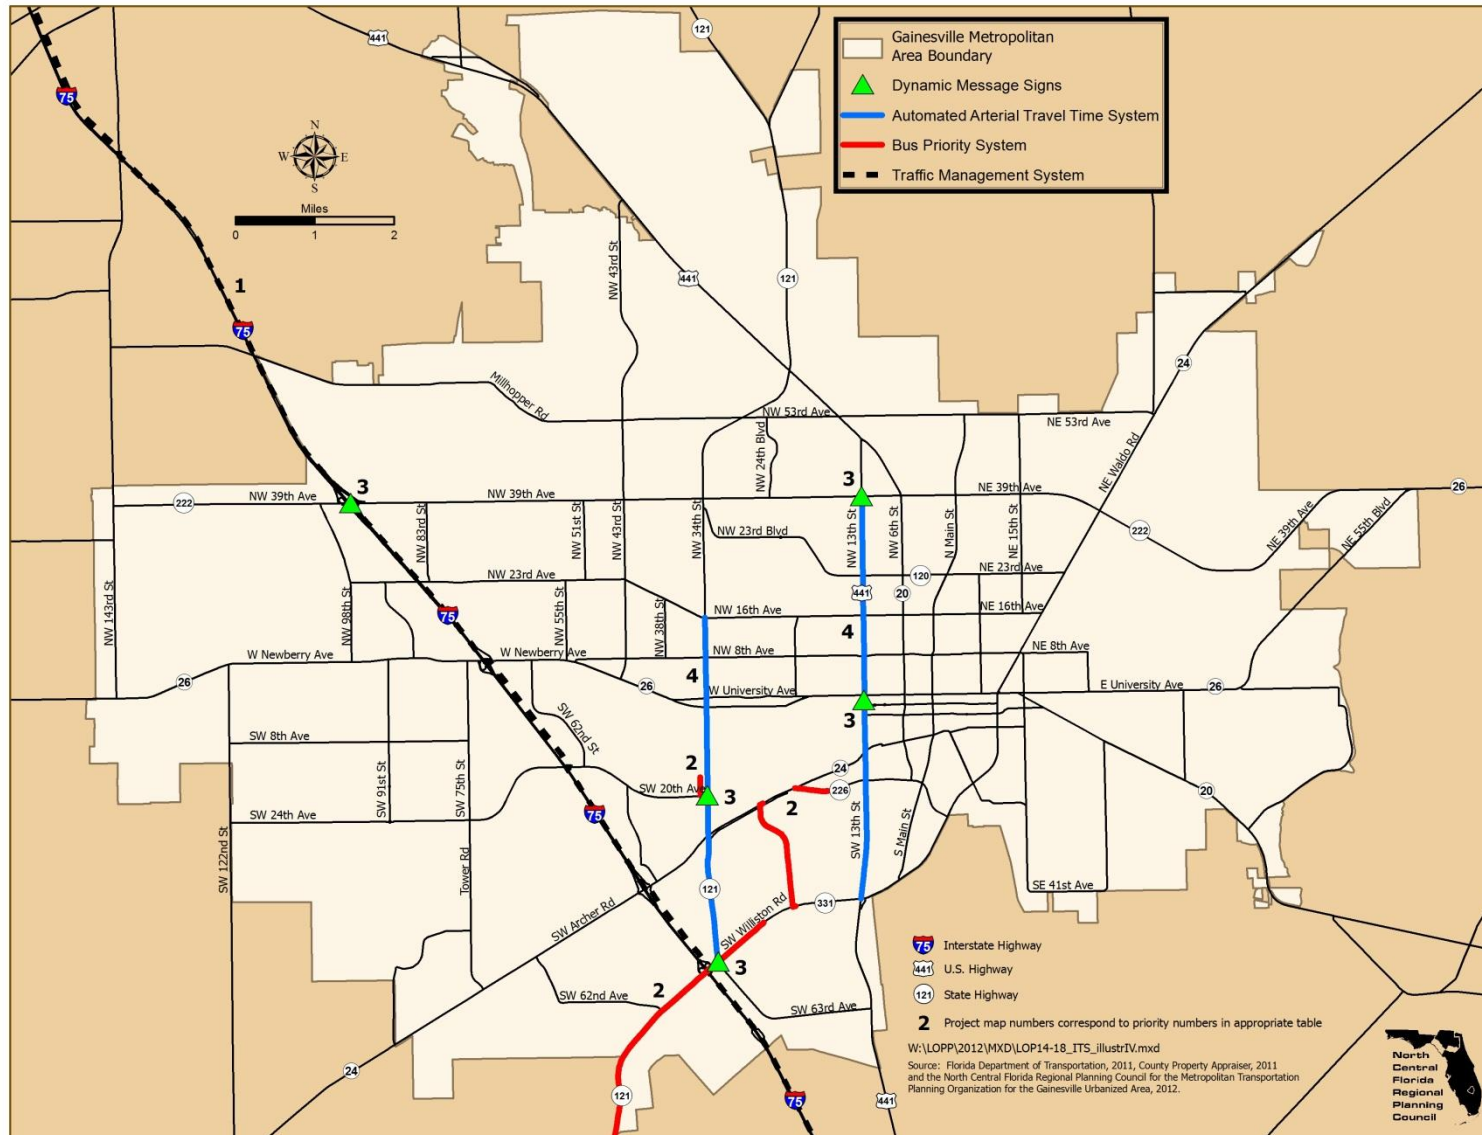 441
121
Gainesville Metropolitan
Area Boundary
Dynamic Message Signs
Automated Arterial Travel Time System
Bus Priority System
Traffic Management System
75
N
W E
S
Miles
0 1 2
1
75
441
121
NW 43rd St
24
Millhopper Rd
NW 53rd Ave
NE 53rd Ave
NW 24th Blvd
NE Waldo Rd
3
3
222
NW 39th Ave
NW 39th Ave
NE 39th Ave
26
NW 83rd St
NW 51st St
NW 43rd St
NW 34th St
NW 23rd Blvd
NW 13th St
NW 6th St
N Main St
NE 15th St
222
NE 39th Ave
NE 55th Blvd
NW 23rd Ave
120
NE 23rd Ave
NW 143rd St
NW 98th St
75
NW 55th St
NW 38th St
441
20
NW 16th Ave
NE 16th Ave
4
W Newberry Ave
W Newberry Ave
NW 8th Ave
NE 8th Ave
26
26
4
W University Ave
E University Ave
26
3
SW 62nd St
SW 8th Ave
2
24
SW 91st St
SW 75th St
SW 20th Ave
3
226
20
SW 24th Ave
75
2
SW 122nd St
Tower Rd
SW 13th St
S Main St
121
SE 41st Ave
331
SW Archer Rd
SW Williston Rd
3
SW 62nd Ave
2
SW 63rd Ave
24
121
75
441
75 Interstate Highway
441 U.S. Highway
121 State Highway
2 Project map numbers correspond to priority numbers in appropriate table
W:\LOPP\2012\MXD\LOP14-18_ITS_illustrIV.mxd
Source: Florida Department of Transportation, 2011, County Property Appraiser, 2011
and the North Central Florida Regional Planning Council for the Metropolitan Transportation
Planning Organization for the Gainesville Urbanized Area, 2012.
North
Central
Florida
Regional
Planning
Council